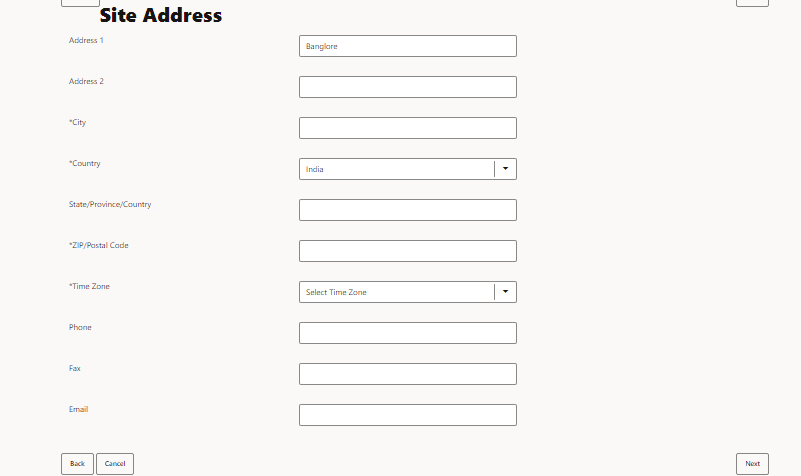 Site Address
Address 1
Banglore
Address 2
*City
*Country
India
State/Province/Country
*ZIP/Postal Code
*Time Zone
Select Time Zone
Phone
Fax
Email
Back Cancel Next